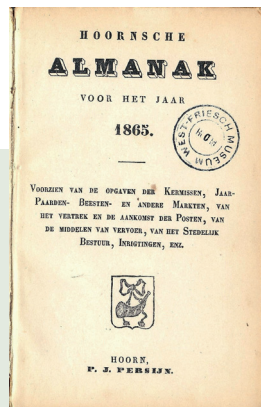 HOORNSCHE
ALMANAK
VOOR HET JAAR
1865.
WEST-FRIESCH MUSEUM
VOORZIEN VAN DE OPGAVEN DER KERMISSEN, JAAR-
PAARDEN- BEESTEN- EN ANDERE MARKTEN, VAN
HET VERTREK EN DE AANKOMST DER POSTEN, VAN
DE MIDDELEN VAN VERVOER, VAN HET STEDELIJK
BESTUUR, INRIGTINGEN, ENZ.
HOORN,
P. J. PERSIJN.